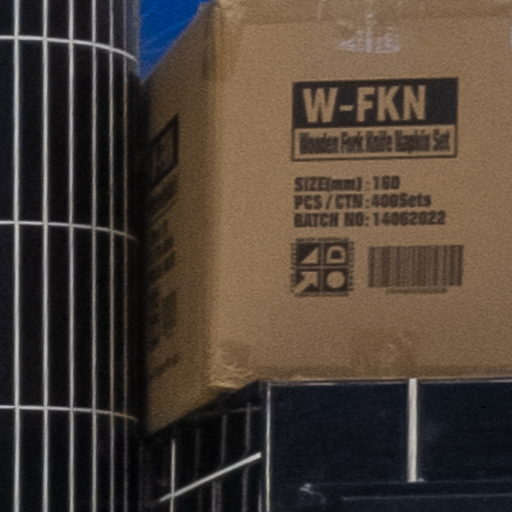 W-FKN
Wooden Fork Knife Napkin Set
SIZE(mm) : 160
PCS / CTN : 400Sets
BATCH NO: 14062022